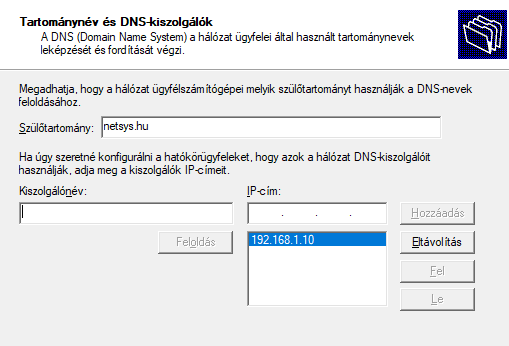 Tartománynév és DNS-kiszolgálók
A DNS (Domain Name System) a hálózat ügyfelei által használt tartománynevek
leképezését és fordítását végzi.
Megadhatja, hogy a hálózat ügyfélszámítógépei melyik szülőtartományt használják a DNS-nevek
feloldásához.
Szülőtartomány: netsys.hu
Ha úgy szeretné konfigurálni a hatókörügyfeleket, hogy azok a hálózat DNS-kiszolgálóit
használják, adja meg a kiszolgálók IP-címeit.
Kiszolgálónév: IP-cím:
. . . Hozzáadás
Feloldás 192.168.1.10 Eltávolítás
Fel
Le